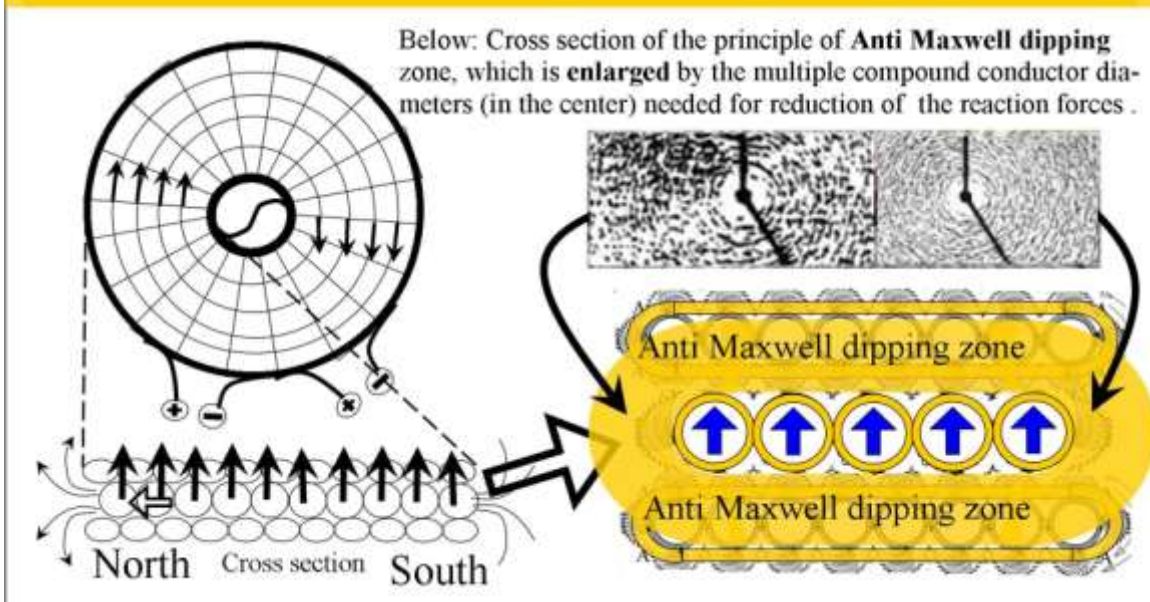 Below: Cross section of the principle of Anti Maxwell dipping
zone, which is enlarged by the multiple compound conductor dia-
meters (in the center) needed for reduction of the reaction forces .
Anti Maxwell dipping zone
Anti Maxwell dipping zone
+
−
×
−
North Cross section South